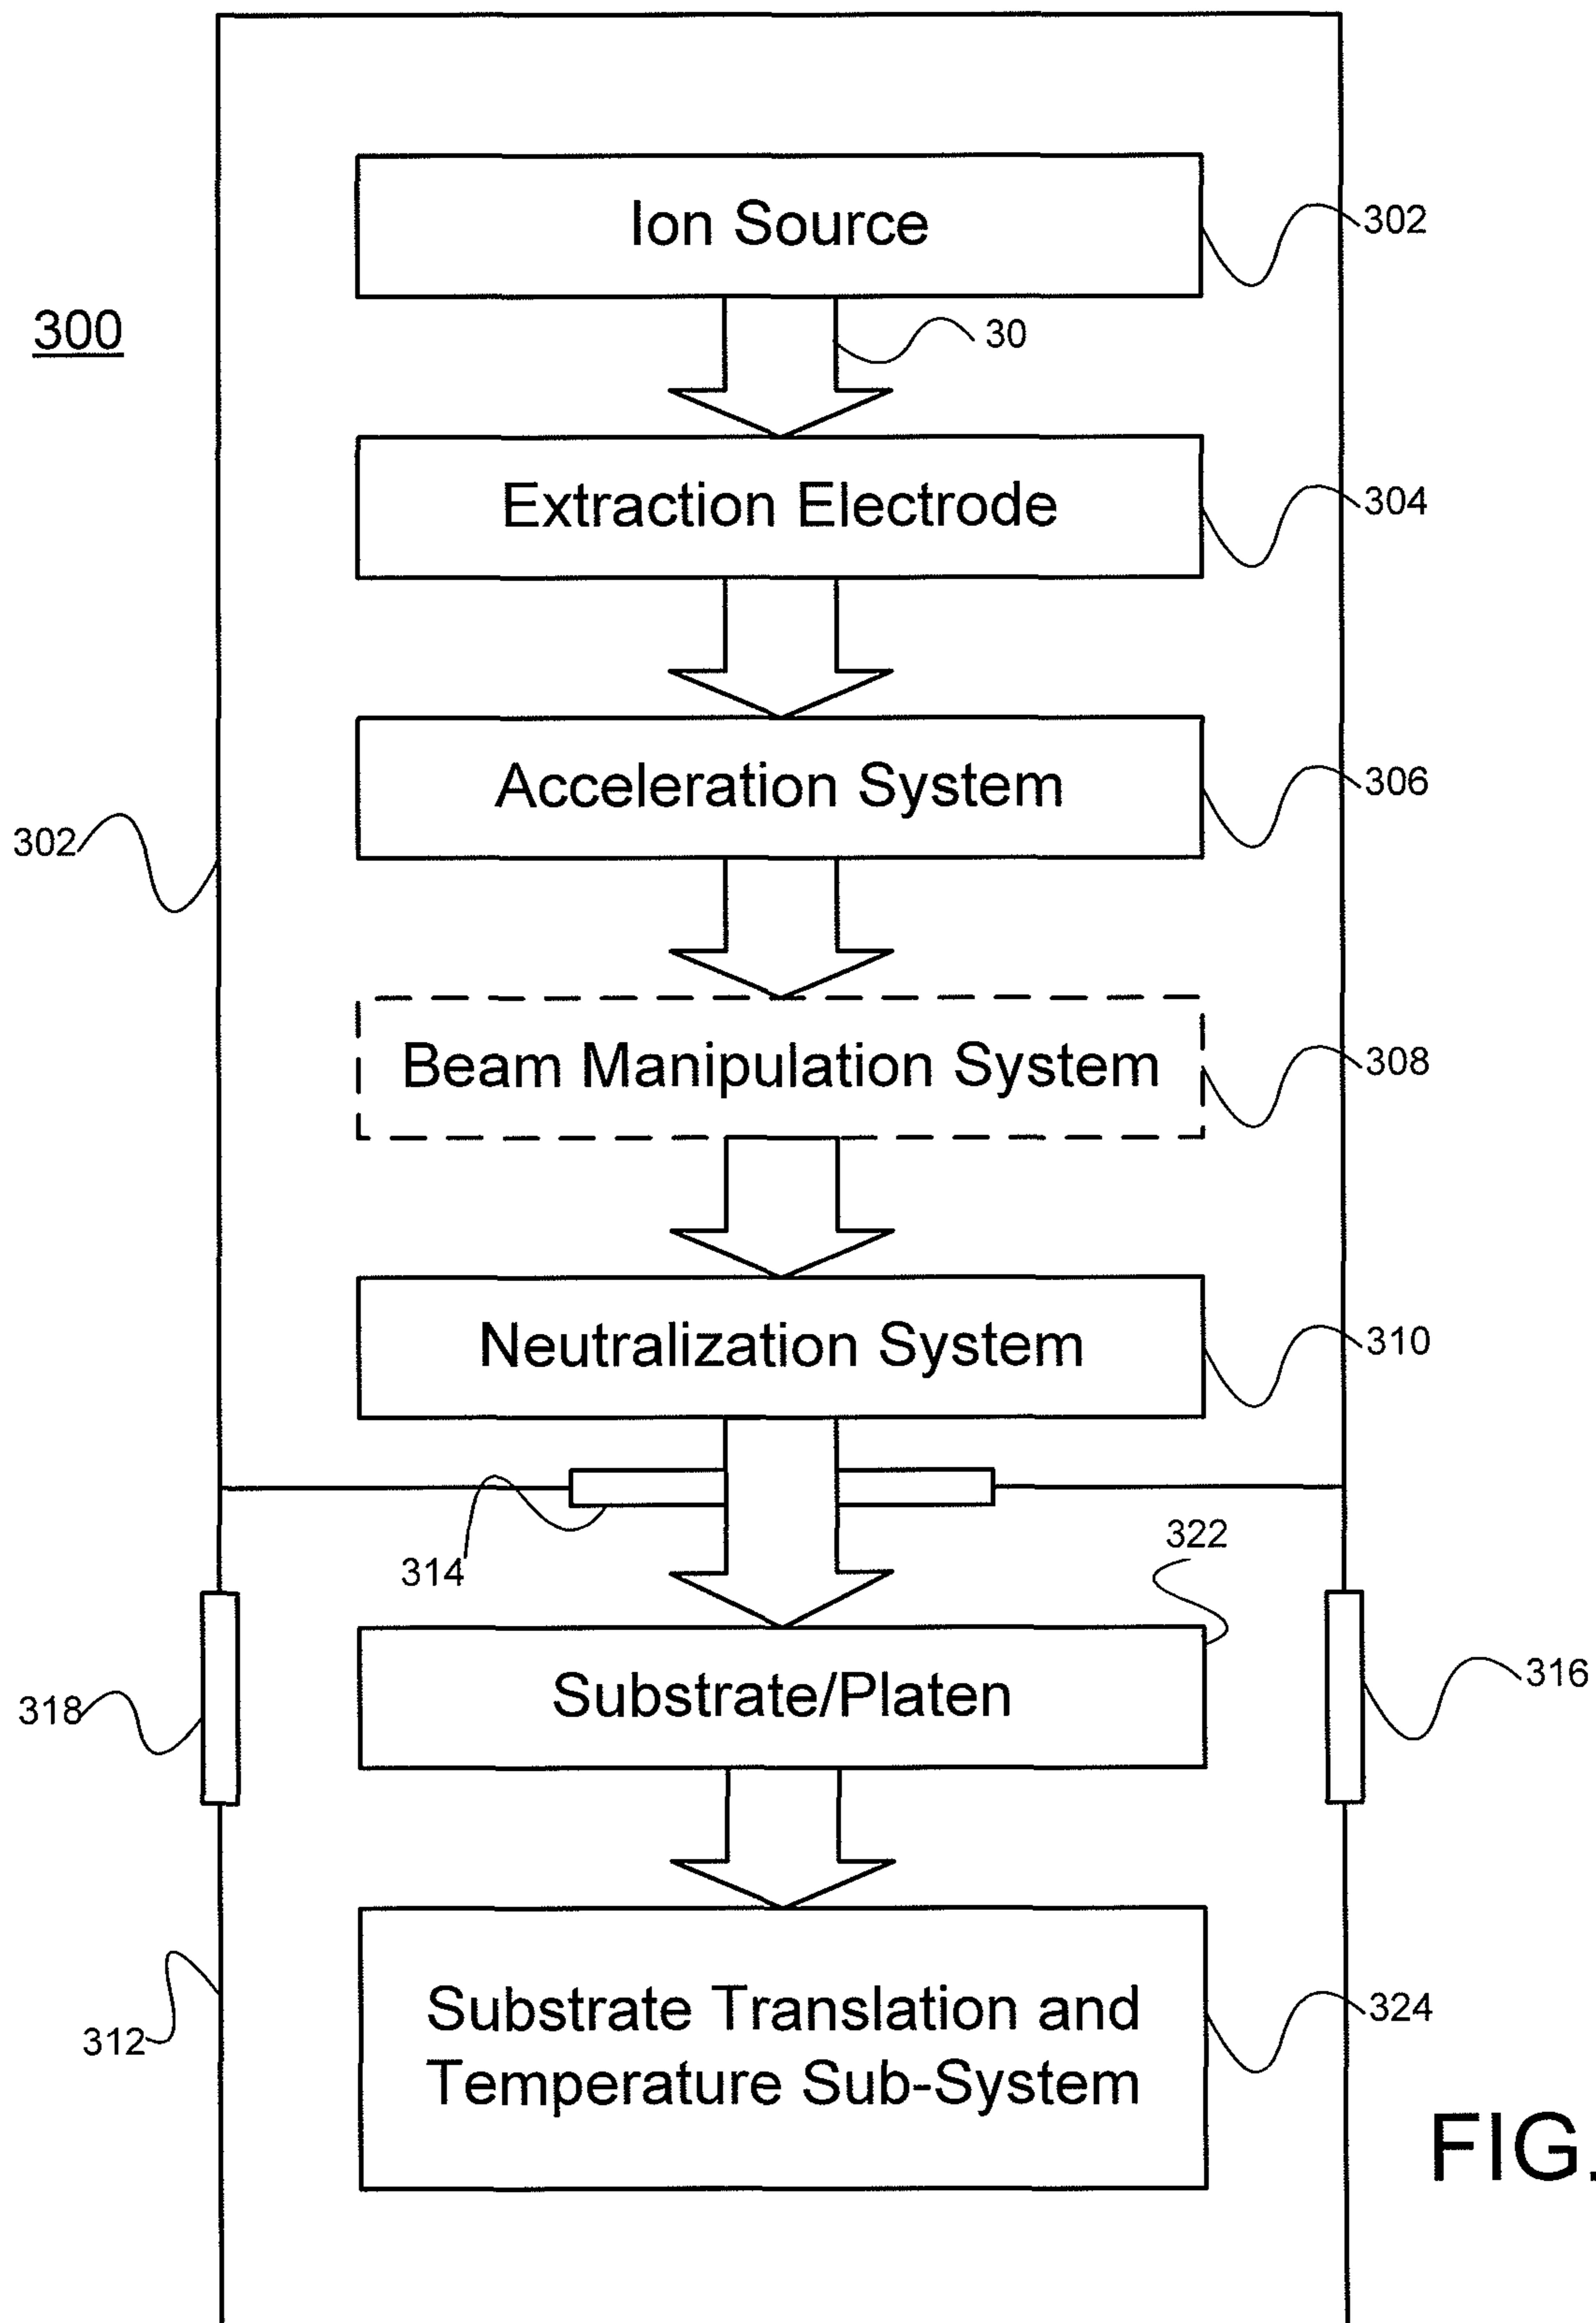 Ion Source
302
300
30
Extraction Electrode
304
Acceleration System
306
302
Beam Manipulation System
308
Neutralization System
310
314
322
Substrate/Platen
318
316
Substrate Translation and
Temperature Sub-System
324
312
FIG.